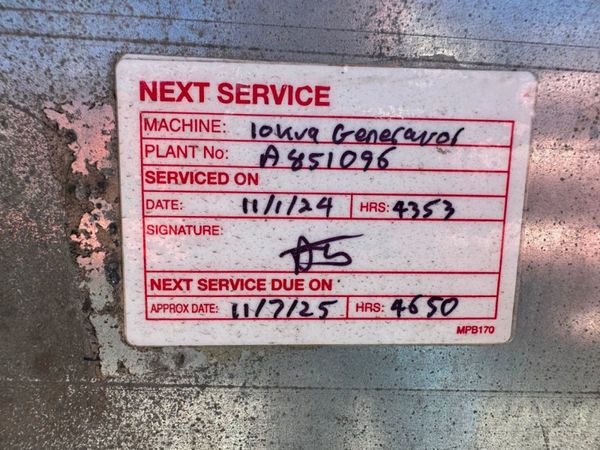 NEXT SERVICE
MACHINE: 10kva Generator
PLANT No: A851096
SERVICED ON
DATE: 11/1/24 HRS: 4353
SIGNATURE:
NEXT SERVICE DUE ON
APPROX DATE: 11/7/25 HRS: 4650
MPB170